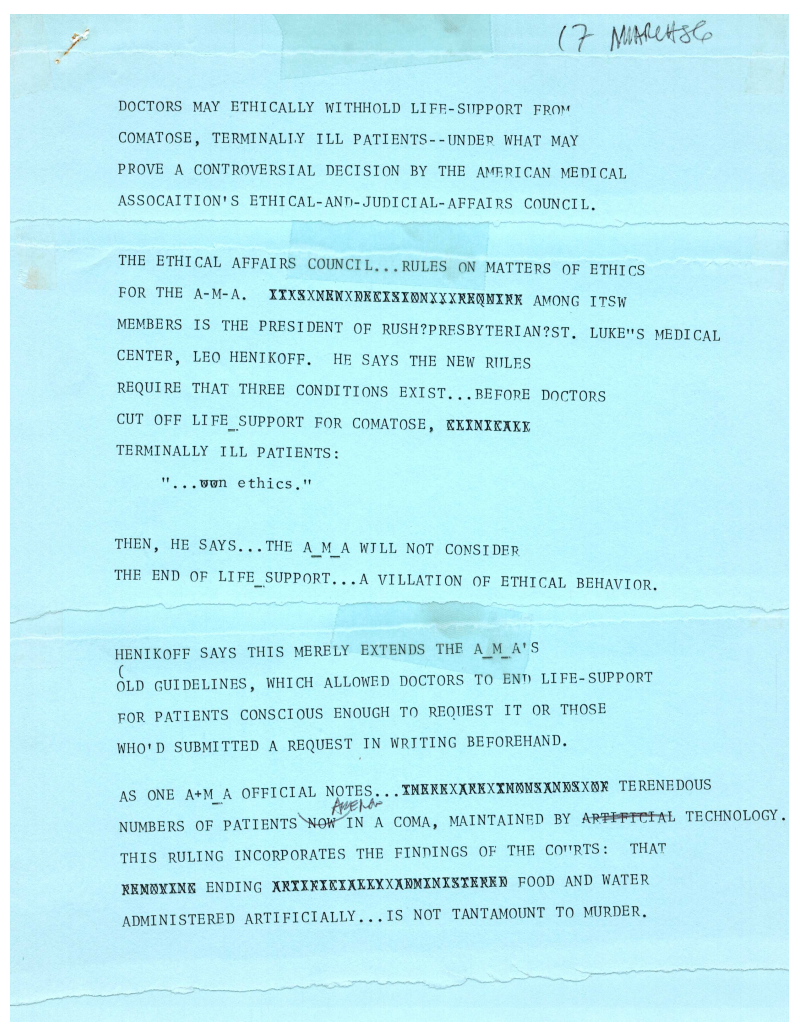 17 MARCH86
DOCTORS MAY ETHICALLY WITHHOLD LIFE-SUPPORT FROM
COMATOSE, TERMINALLY ILL PATIENTS--UNDER WHAT MAY
PROVE A CONTROVERSIAL DECISION BY THE AMERICAN MEDICAL
ASSOCAITION'S ETHICAL-AND-JUDICIAL-AFFAIRS COUNCIL.
THE ETHICAL AFFAIRS COUNCIL...RULES ON MATTERS OF ETHICS
FOR THE A-M-A. AMONG ITSW
MEMBERS IS THE PRESIDENT OF RUSH?PRESBYTERIAN?ST. LUKE"S MEDICAL
CENTER, LEO HENIKOFF. HE SAYS THE NEW RULES
REQUIRE THAT THREE CONDITIONS EXIST...BEFORE DOCTORS
CUT OFF LIFE_SUPPORT FOR COMATOSE,
TERMINALLY ILL PATIENTS:
"...wwn ethics."
THEN, HE SAYS...THE A_M_A WILL NOT CONSIDER
THE END OF LIFE_SUPPORT...A VILLATION OF ETHICAL BEHAVIOR.
HENIKOFF SAYS THIS MERELY EXTENDS THE A_M_A'S
OLD GUIDELINES, WHICH ALLOWED DOCTORS TO END LIFE-SUPPORT
FOR PATIENTS CONSCIOUS ENOUGH TO REQUEST IT OR THOSE
WHO'D SUBMITTED A REQUEST IN WRITING BEFOREHAND.
AS ONE A+M_A OFFICIAL NOTES... TERENEDOUS
NUMBERS OF PATIENTS NOW IN A COMA, MAINTAINED BY ARTIFICIAL TECHNOLOGY.
THIS RULING INCORPORATES THE FINDINGS OF THE COURTS: THAT
ENDING FOOD AND WATER
ADMINISTERED ARTIFICIALLY...IS NOT TANTAMOUNT TO MURDER.